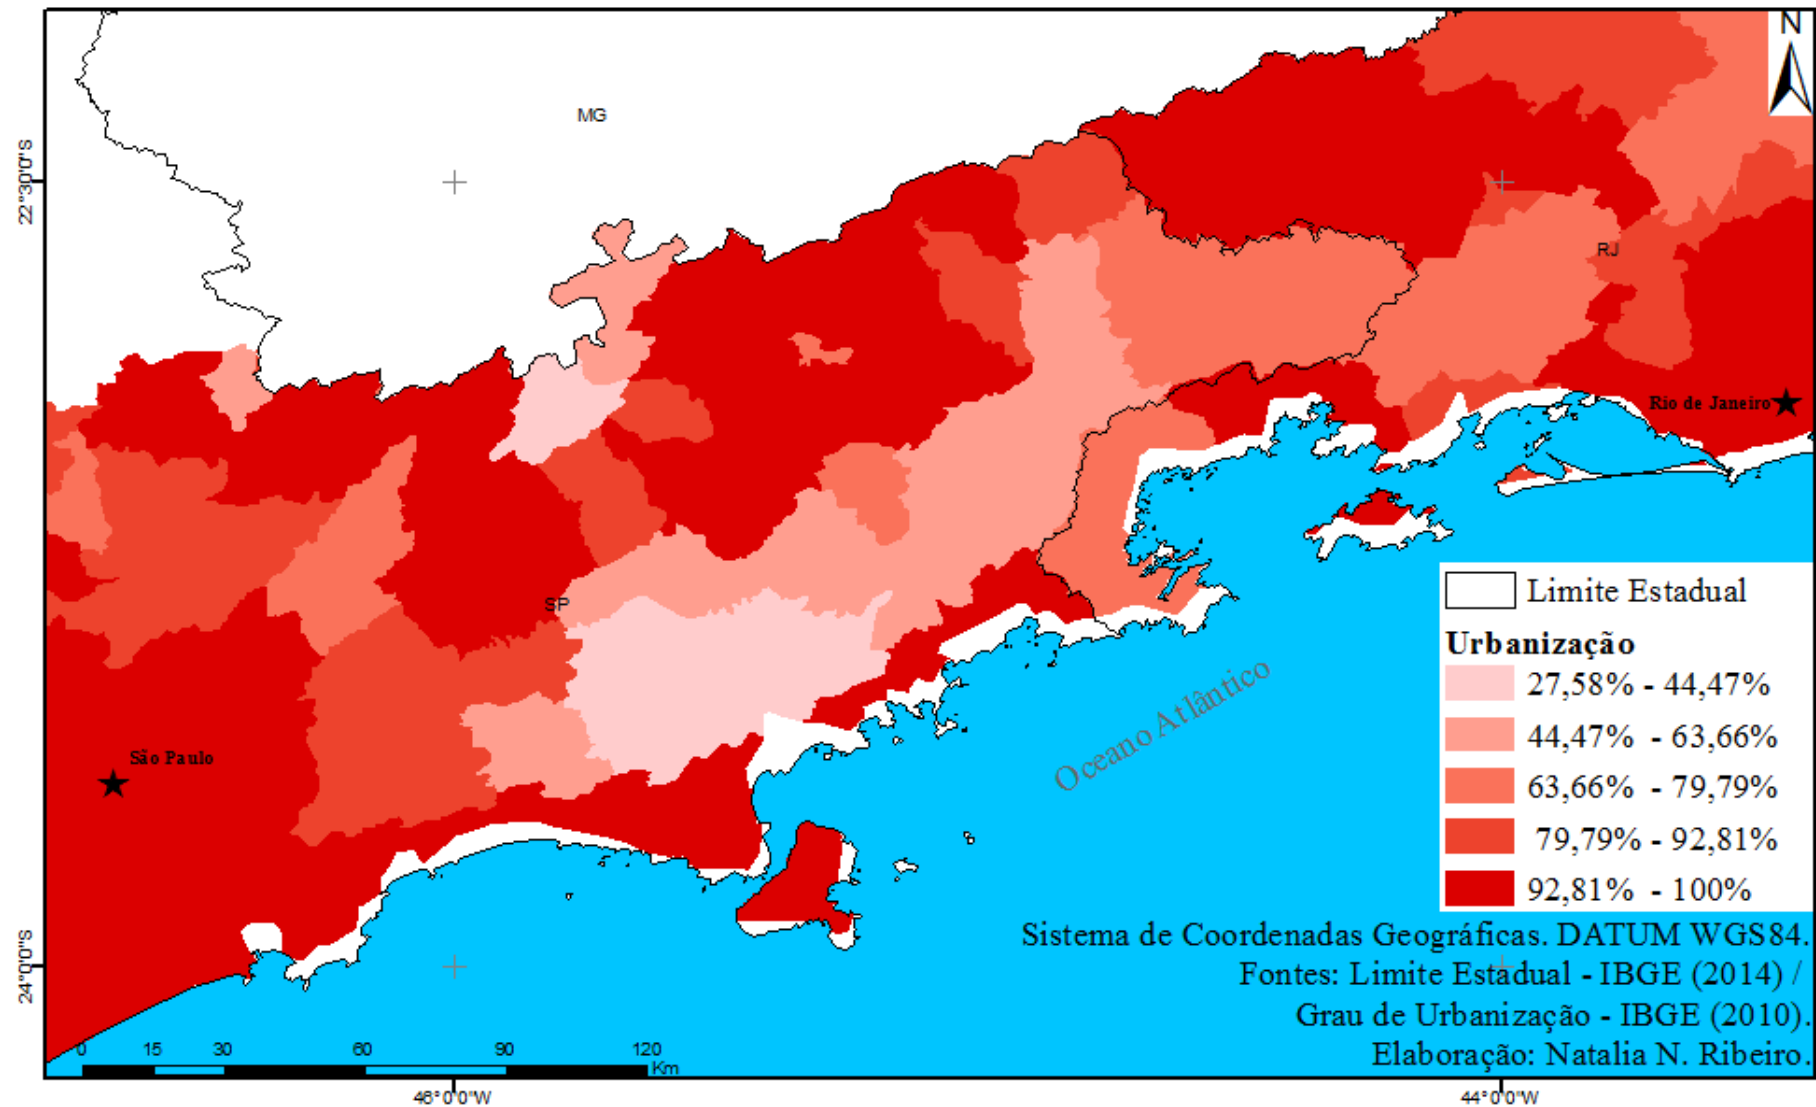 N
MG
22°30'0"S
RJ
Rio de Janeiro
SP
São Paulo
Oceano Atlântico
Limite Estadual
Urbanização
27,58% - 44,47%
44,47% - 63,66%
63,66% - 79,79%
79,79% - 92,81%
92,81% - 100%
Sistema de Coordenadas Geográficas. DATUM WGS84.
Fontes: Limite Estadual - IBGE (2014) /
Grau de Urbanização - IBGE (2010).
Elaboração: Natalia N. Ribeiro.
24°0'0"S
0 15 30 60 90 120
Km
46°0'0"W
44°0'0"W